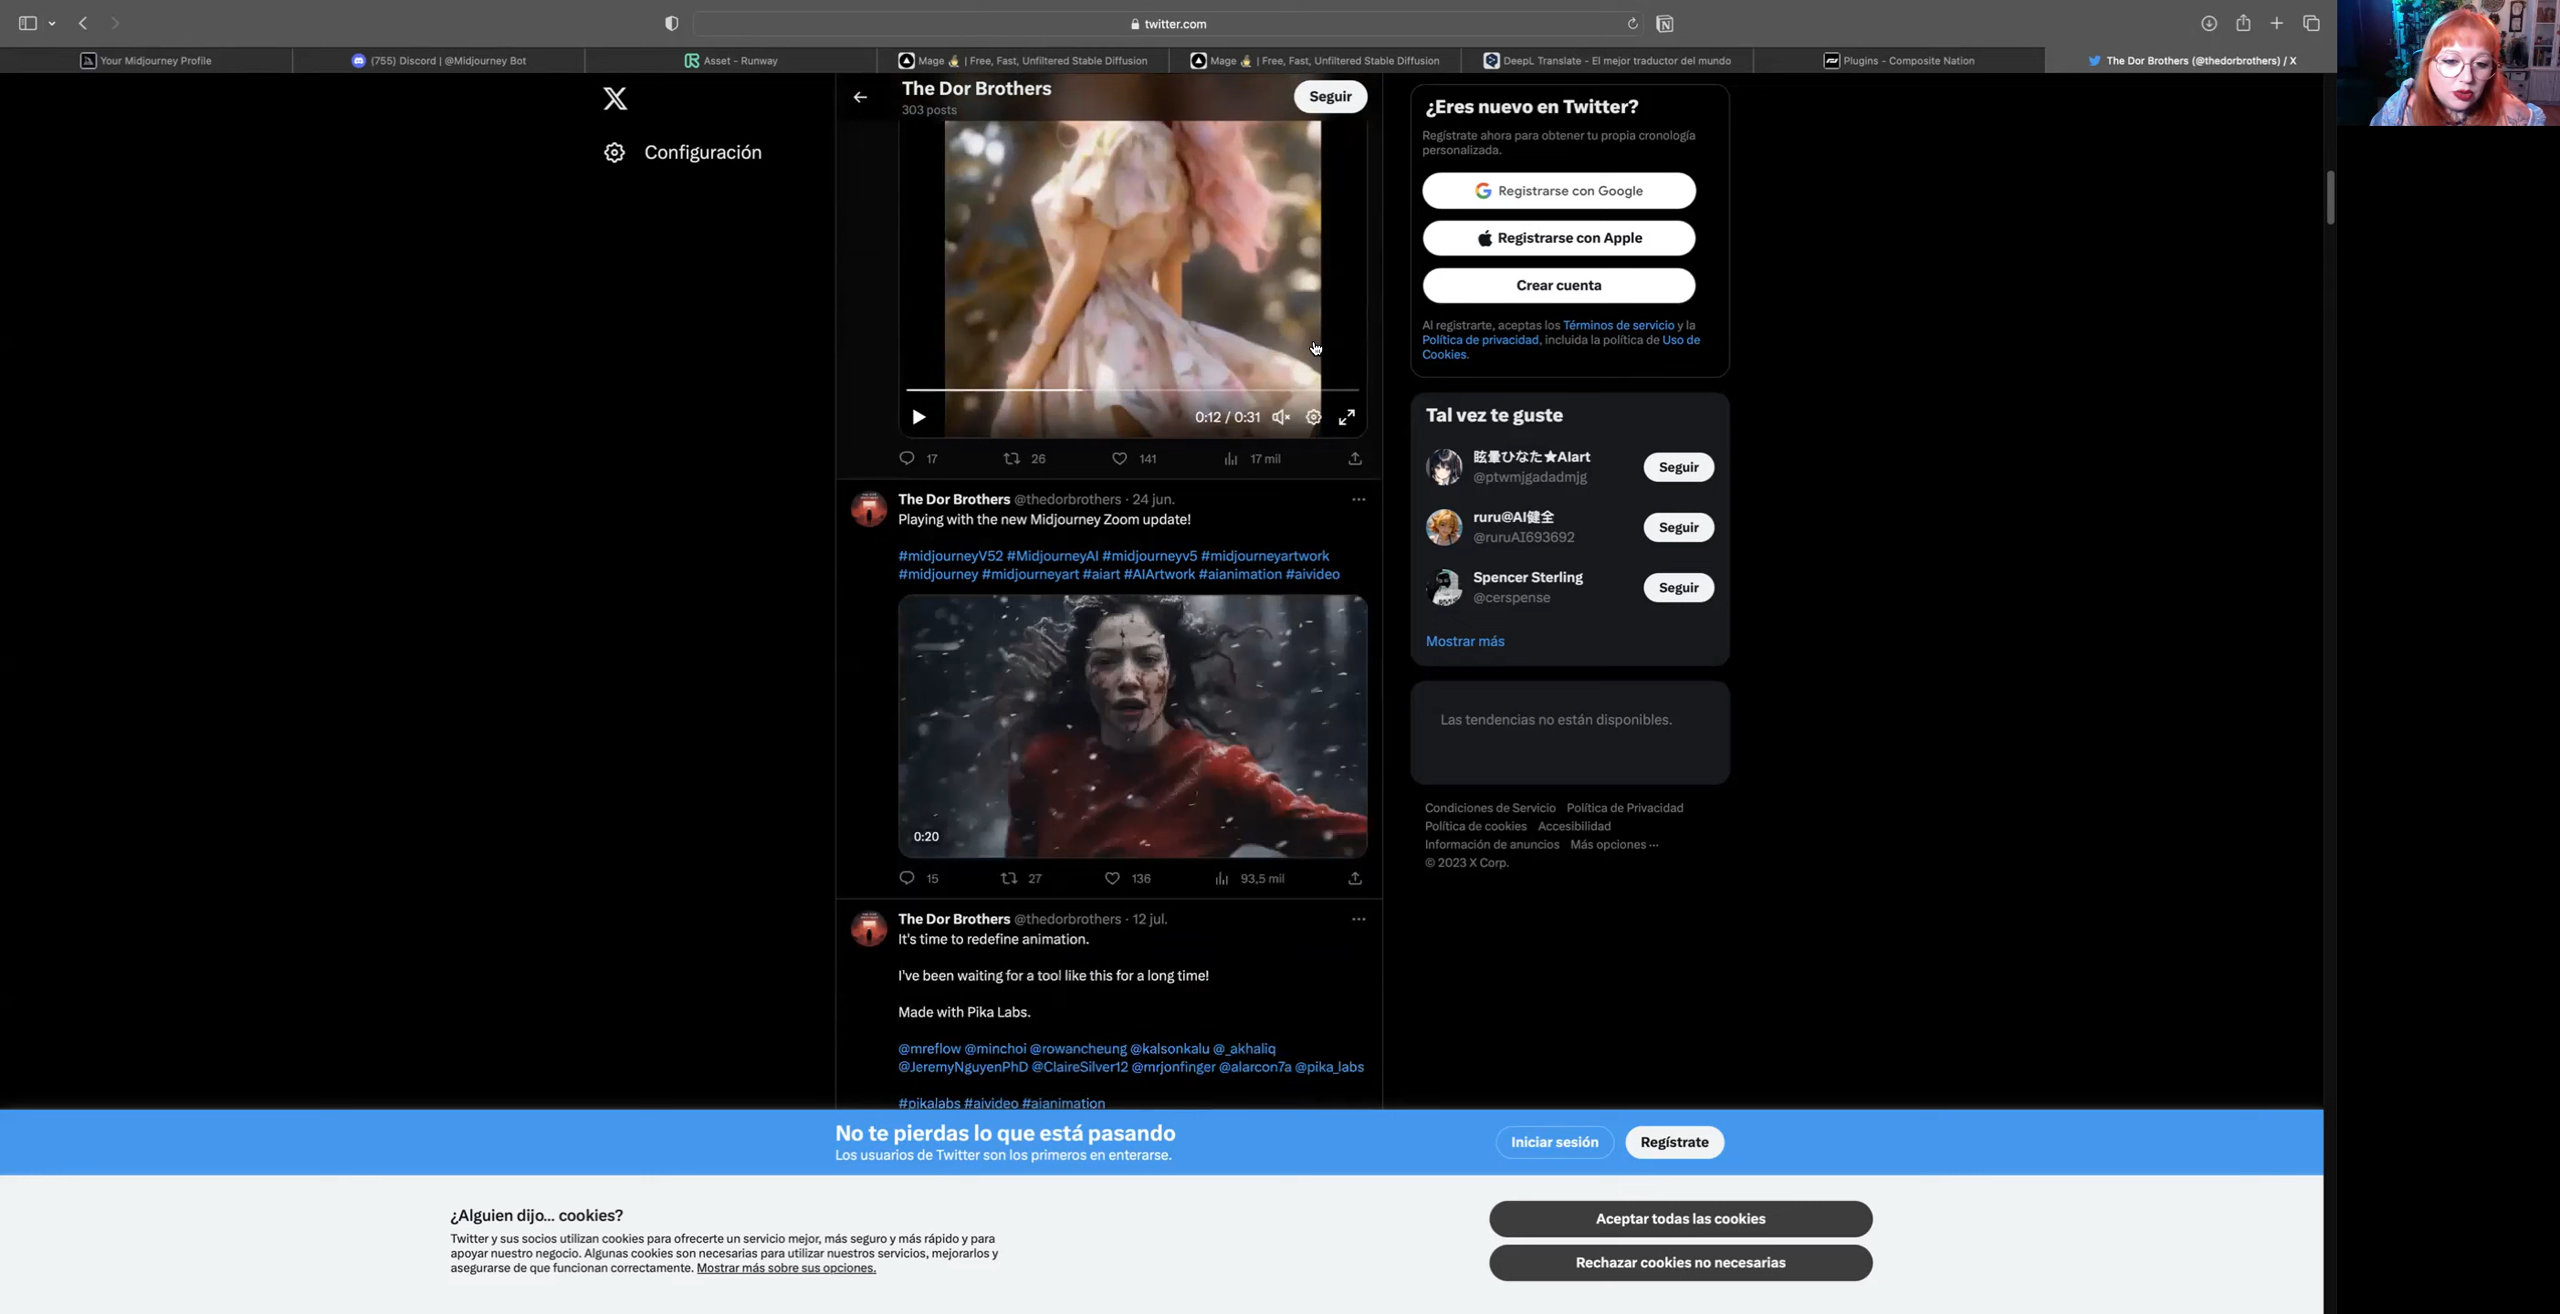 twitter.com
Your Midjourney Profile
(755) Discord | @Midjourney Bot
Asset - Runway
Mage | Free, Fast, Unfiltered Stable Diffusion
Mage | Free, Fast, Unfiltered Stable Diffusion
DeepL Translate - El mejor traductor del mundo
Plugins - Composite Nation
The Dor Brothers (@thedorbrothers) / X
Configuración
The Dor Brothers
303 posts
Seguir
0:12 / 0:31
17
26
141
17 mil
The Dor Brothers @thedorbrothers · 24 jun.
Playing with the new Midjourney Zoom update!
#midjourneyV52 #MidjourneyAI #midjourneyv5 #midjourneyartwork
#midjourney #midjourneyart #aiart #AIArtwork #aianimation #aivideo
0:20
15
27
136
93,5 mil
The Dor Brothers @thedorbrothers · 12 jul.
It's time to redefine animation.
I've been waiting for a tool like this for a long time!
Made with Pika Labs.
@mreflow @minchoi @rowancheung @kalsonkalu @_akhaliq
@JeremyNguyenPhD @ClaireSilver12 @mrjonfinger @alarcon7a @pika_labs
#pikalabs #aivideo #aianimation
¿Eres nuevo en Twitter?
Regístrate ahora para obtener tu propia cronología
personalizada.
Registrarse con Google
Registrarse con Apple
Crear cuenta
Al registrarte, aceptas los Términos de servicio y la
Política de privacidad, incluida la política de Uso de
Cookies.
Tal vez te guste
眩暈ひなた★AIart
@ptwmjgadadmjg
Seguir
ruru@AI健全
@ruruAI693692
Seguir
Spencer Sterling
@cerspense
Seguir
Mostrar más
Las tendencias no están disponibles.
Condiciones de Servicio Política de Privacidad
Política de cookies Accesibilidad
Información de anuncios Más opciones ···
© 2023 X Corp.
No te pierdas lo que está pasando
Los usuarios de Twitter son los primeros en enterarse.
Iniciar sesión
Regístrate
¿Alguien dijo... cookies?
Twitter y sus socios utilizan cookies para ofrecerte un servicio mejor, más seguro y más rápido y para
apoyar nuestro negocio. Algunas cookies son necesarias para utilizar nuestros servicios, mejorarlos y
asegurarse de que funcionan correctamente. Mostrar más sobre sus opciones.
Aceptar todas las cookies
Rechazar cookies no necesarias